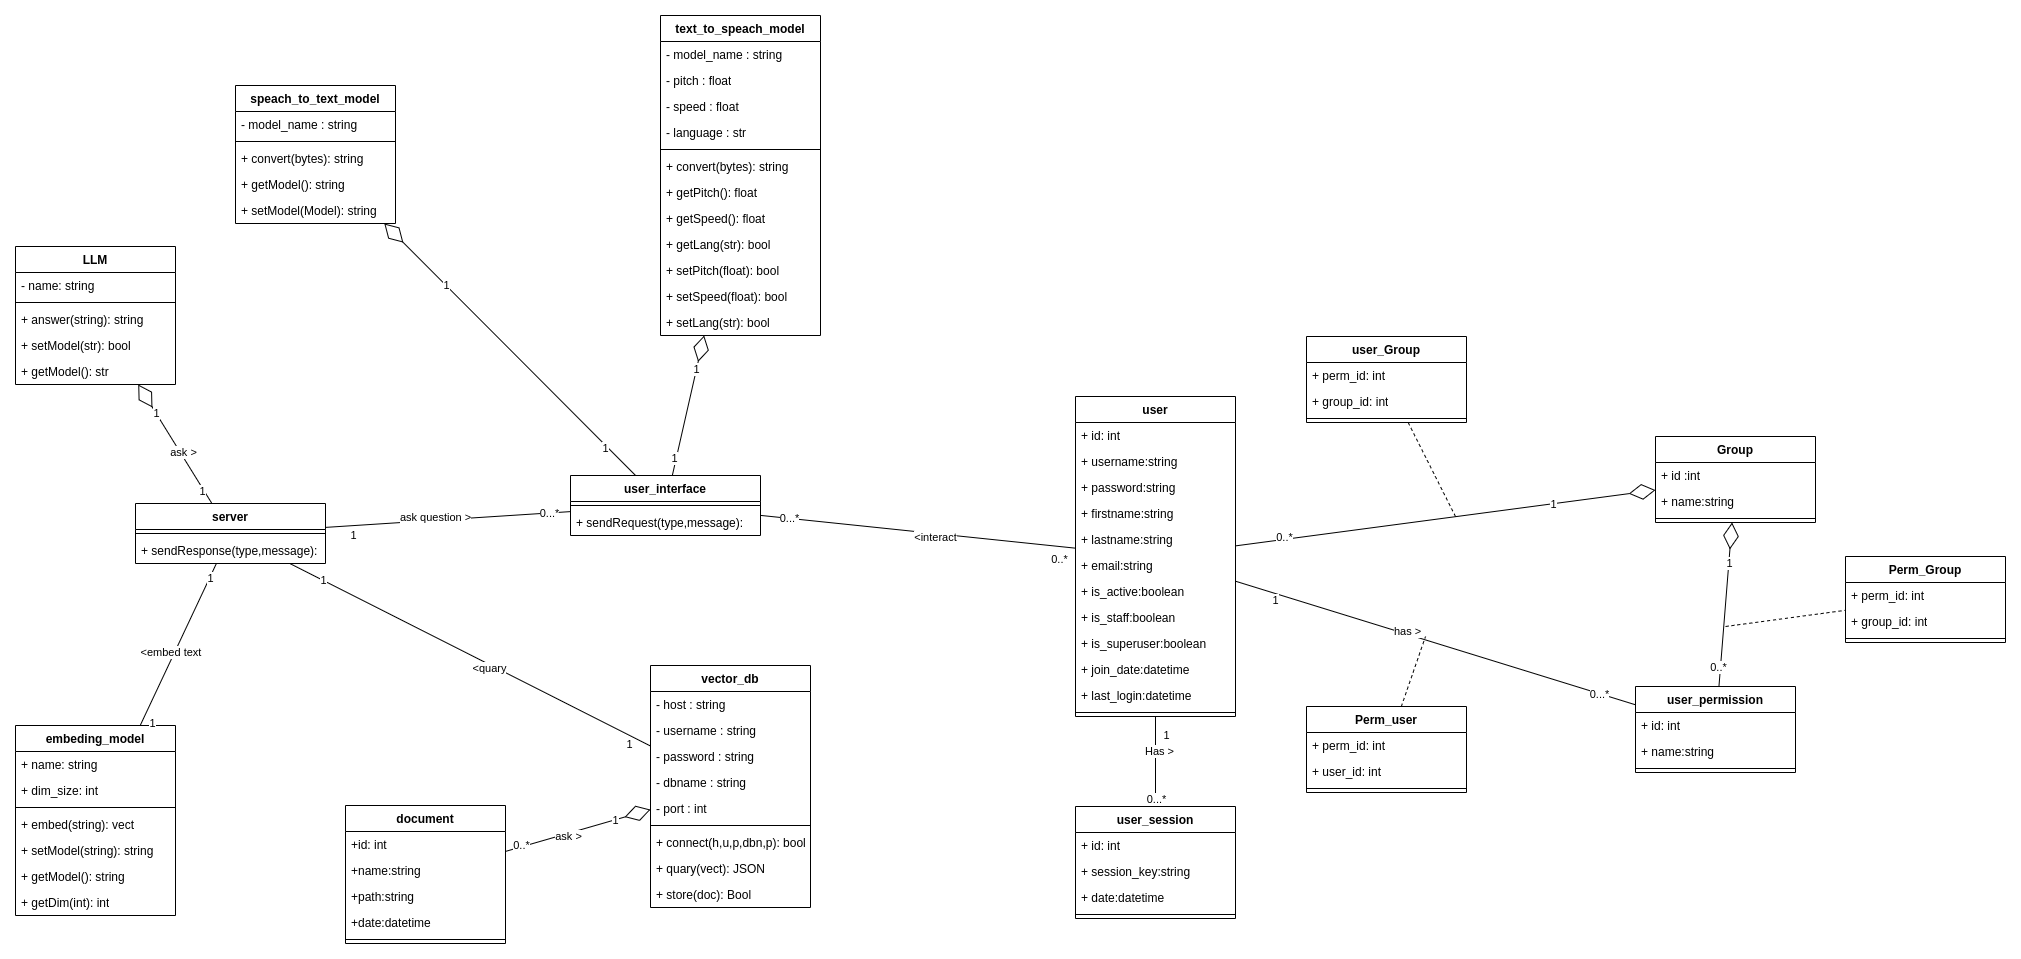 text_to_speach_model
- model_name : string
- pitch : float
- speed : float
- language : str
+ convert(bytes): string
+ getPitch(): float
+ getSpeed(): float
+ getLang(str): bool
+ setPitch(float): bool
+ setSpeed(float): bool
+ setLang(str): bool
1
1
speach_to_text_model
- model_name : string
+ convert(bytes): string
+ getModel(): string
+ setModel(Model): string
1
1
LLM
- name: string
+ answer(string): string
+ setModel(str): bool
+ getModel(): str
1
ask >
1
server
+ sendResponse(type,message):
1
ask question >
0...*
user_interface
+ sendRequest(type,message):
0...*
<interact
0..*
1
<embed text
1
1
<quary
1
embeding_model
+ name: string
+ dim_size: int
+ embed(string): vect
+ setModel(string): string
+ getModel(): string
+ getDim(int): int
vector_db
- host : string
- username : string
- password : string
- dbname : string
- port : int
+ connect(h,u,p,dbn,p): bool
+ quary(vect): JSON
+ store(doc): Bool
1
ask >
0..*
document
+id: int
+name:string
+path:string
+date:datetime
user
+ id: int
+ username:string
+ password:string
+ firstname:string
+ lastname:string
+ email:string
+ is_active:boolean
+ is_staff:boolean
+ is_superuser:boolean
+ join_date:datetime
+ last_login:datetime
1
Has >
0...*
user_session
+ id: int
+ session_key:string
+ date:datetime
user_Group
+ perm_id: int
+ group_id: int
0..*
1
Group
+ id :int
+ name:string
1
0..*
Perm_Group
+ perm_id: int
+ group_id: int
1
has >
0...*
Perm_user
+ perm_id: int
+ user_id: int
user_permission
+ id: int
+ name:string